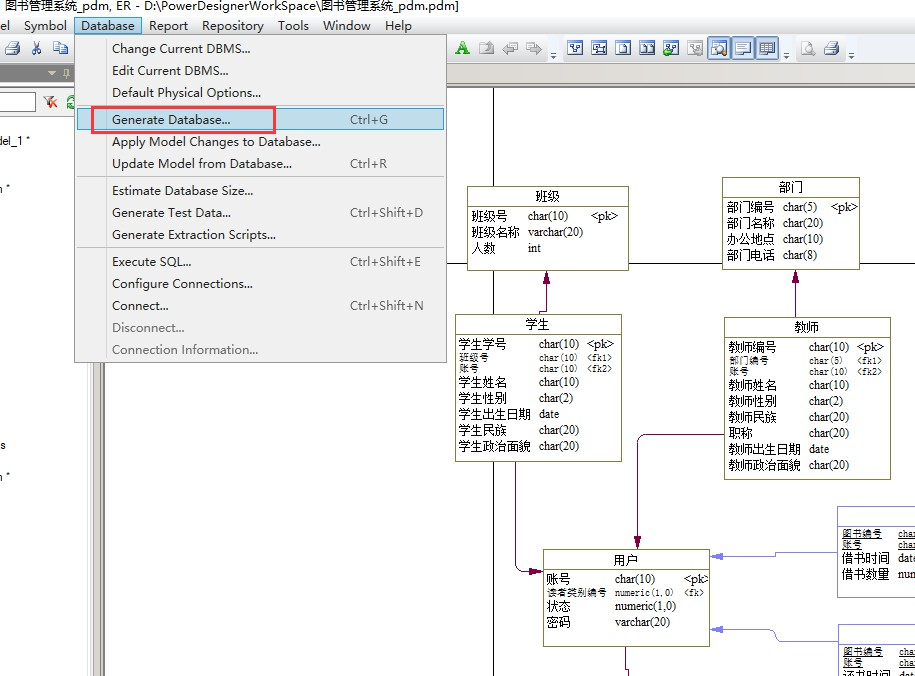 图书管理系统_pdm, ER - D:\PowerDesignerWorkSpace\图书管理系统_pdm.pdm]
el Symbol Database Report Repository Tools Window Help
Change Current DBMS...
Edit Current DBMS...
Default Physical Options...
Generate Database... Ctrl+G
Apply Model Changes to Database...
Update Model from Database... Ctrl+R
Estimate Database Size...
Generate Test Data... Ctrl+Shift+D
Generate Extraction Scripts...
Execute SQL... Ctrl+Shift+E
Configure Connections...
Connect... Ctrl+Shift+N
Disconnect...
Connection Information...
del_1 *
班级
班级号 char(10) <pk>
班级名称 varchar(20)
人数 int
部门
部门编号 char(5) <pk>
部门名称 char(20)
办公地点 char(10)
部门电话 char(8)
学生
学生学号 char(10) <pk>
班级号 char(10) <fk1>
账号 char(10) <fk2>
学生姓名 char(10)
学生性别 char(2)
学生出生日期 date
学生民族 char(20)
学生政治面貌 char(20)
教师
教师编号 char(10) <pk>
部门编号 char(5) <fk1>
账号 char(10) <fk2>
教师姓名 char(10)
教师性别 char(2)
教师民族 char(20)
职称 char(20)
教师出生日期 date
教师政治面貌 char(20)
用户
账号 char(10) <pk>
读者类别编号 numeric(1,0) <fk>
状态 numeric(1,0)
密码 varchar(20)
图书编号 cha
账号 cha
借书时间 date
借书数量 num
图书编号 cha
账号 cha